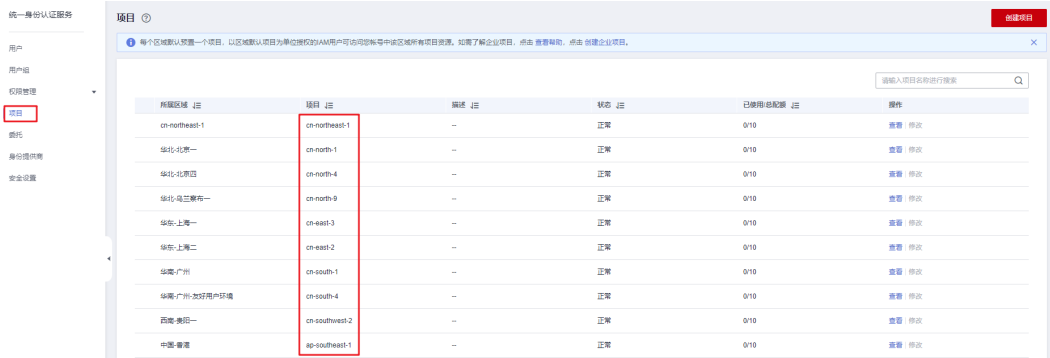 统一身份认证服务
用户
用户组
权限管理
项目
委托
身份提供商
安全设置
项目
创建项目
每个区域默认预置一个项目，以区域默认项目为单位授权的IAM用户可访问您帐号中该区域所有项目资源。如需了解企业项目，点击 查看帮助，点击 创建企业项目。
请输入项目名称进行搜索
所属区域 项目 描述 状态 已使用/总配额 操作
cn-northeast-1 cn-northeast-1 -- 正常 0/10 查看 | 修改
华北-北京一 cn-north-1 -- 正常 0/10 查看 | 修改
华北-北京四 cn-north-4 -- 正常 0/10 查看 | 修改
华北-乌兰察布一 cn-north-9 -- 正常 0/10 查看 | 修改
华东-上海一 cn-east-3 -- 正常 0/10 查看 | 修改
华东-上海二 cn-east-2 -- 正常 0/10 查看 | 修改
华南-广州 cn-south-1 -- 正常 0/10 查看 | 修改
华南-广州-友好用户环境 cn-south-4 -- 正常 0/10 查看 | 修改
西南-贵阳一 cn-southwest-2 -- 正常 0/10 查看 | 修改
中国-香港 ap-southeast-1 -- 正常 0/10 查看 | 修改